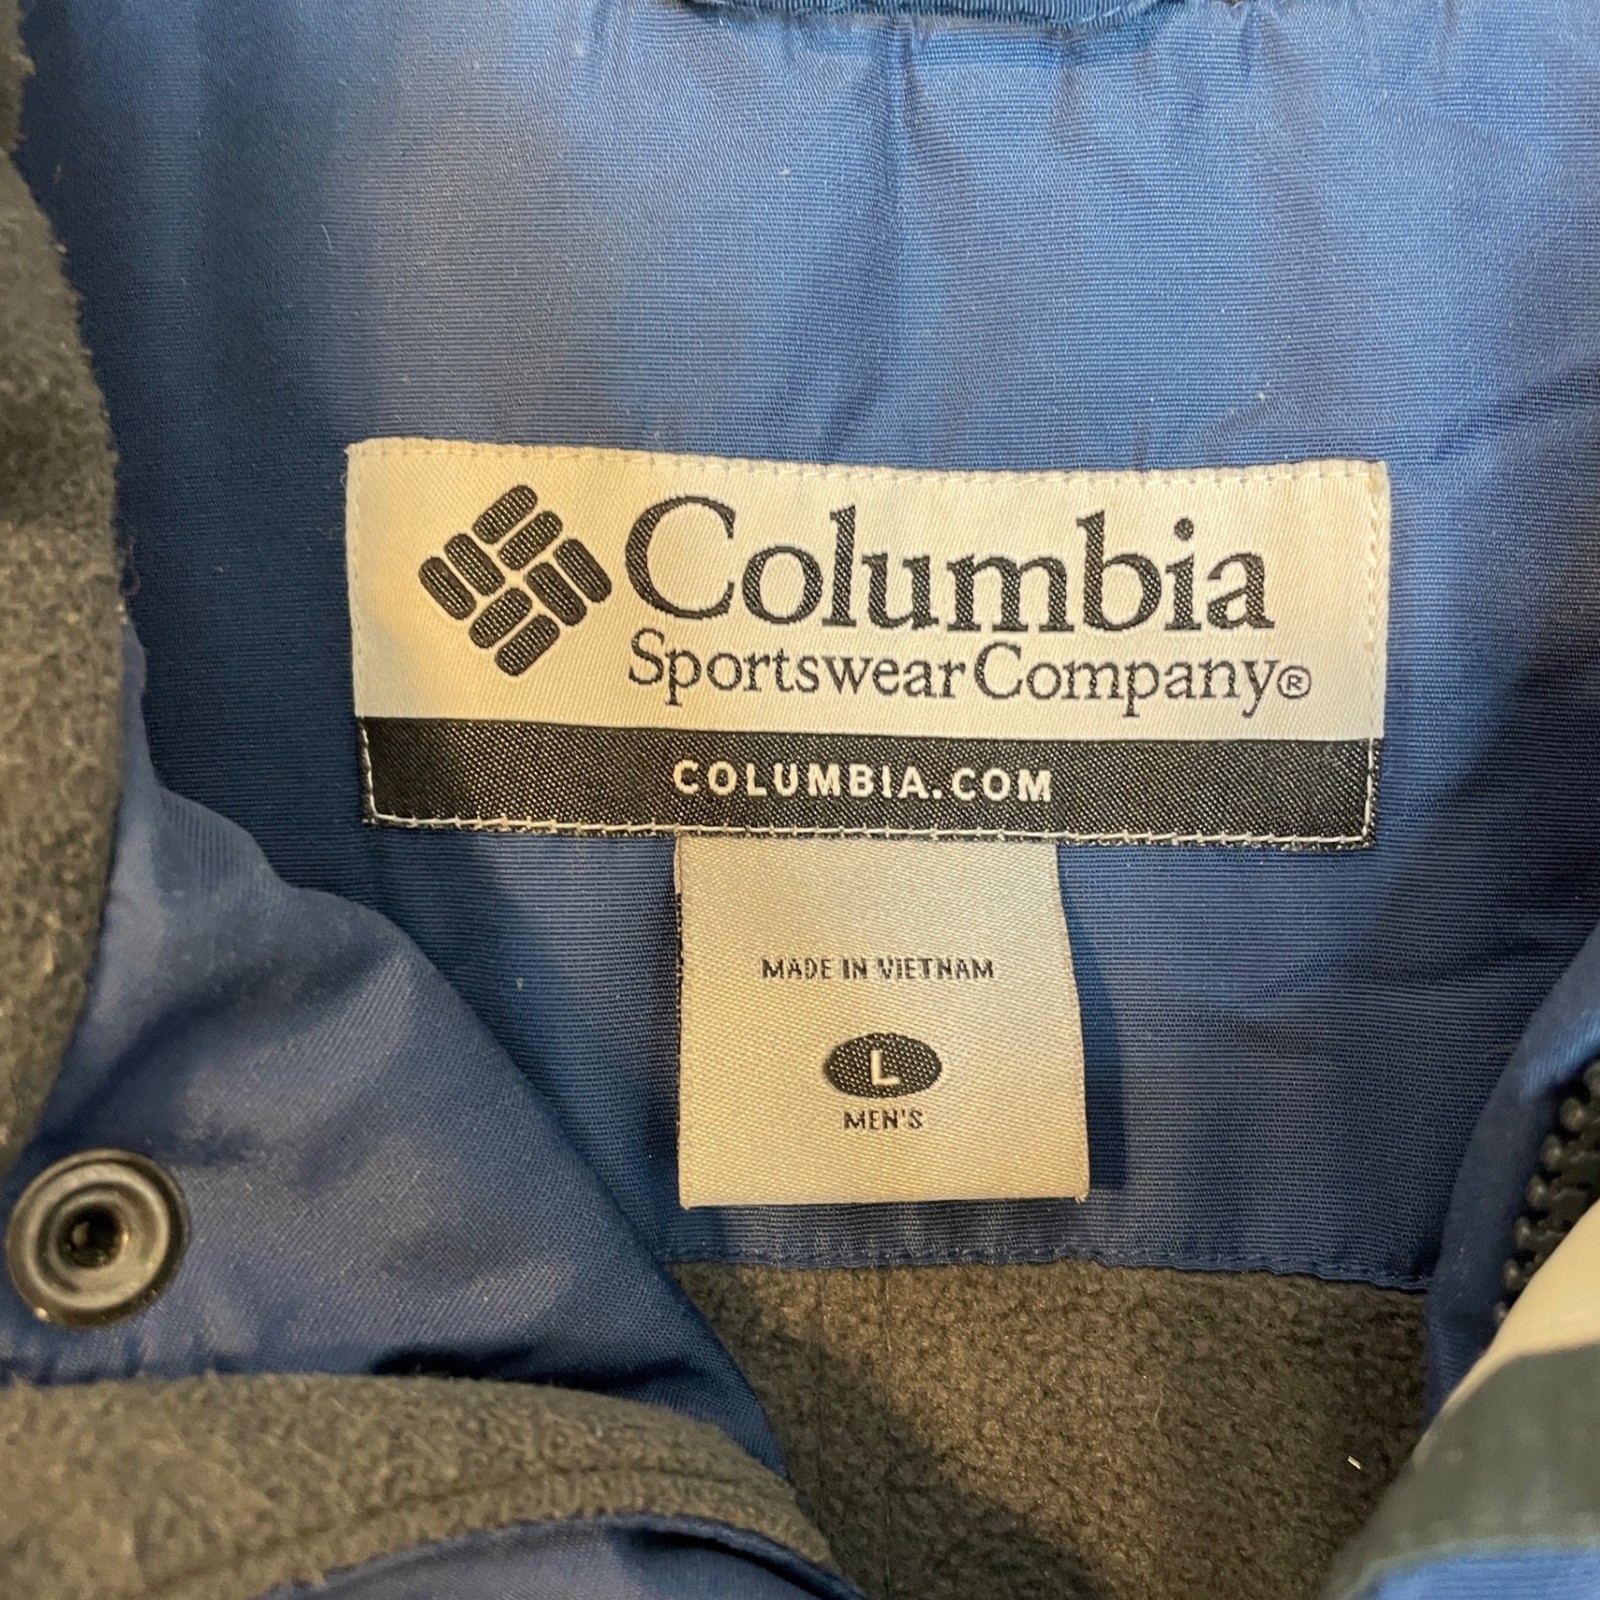 Columbia
Sportswear Company®
COLUMBIA.COM
MADE IN VIETNAM
L
MEN'S